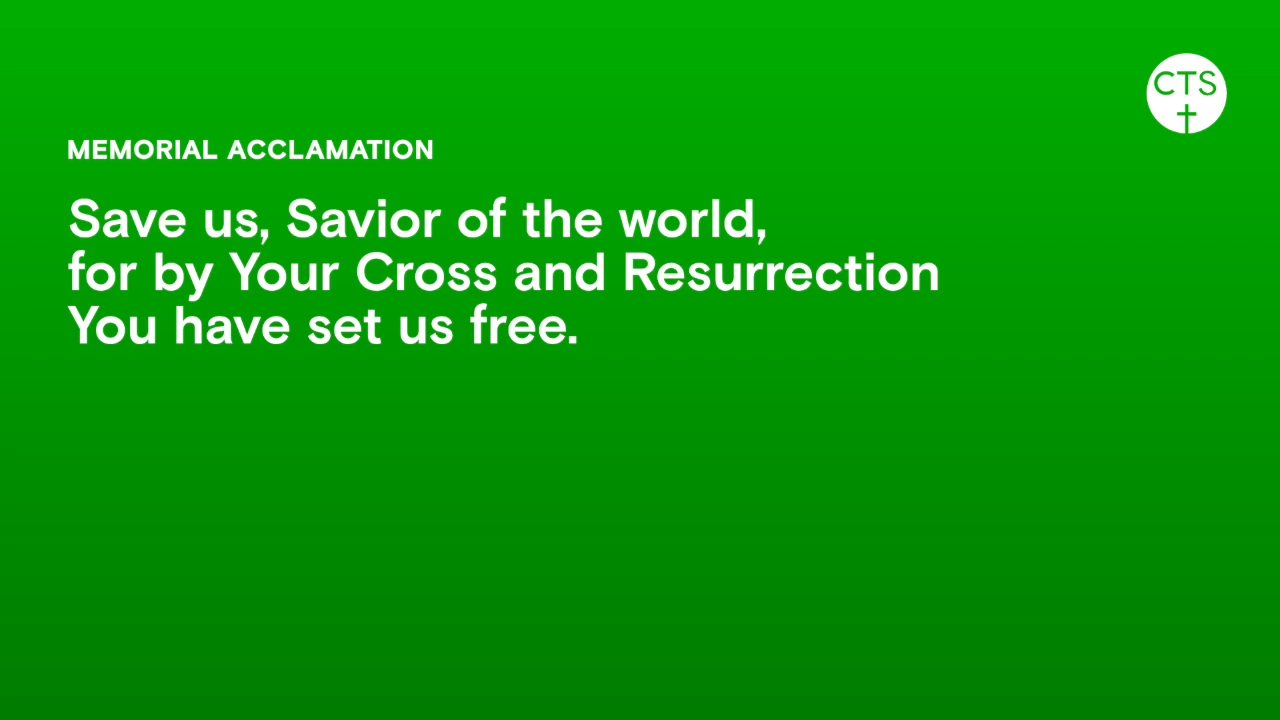 CTS
MEMORIAL ACCLAMATION
Save us, Savior of the world,
for by Your Cross and Resurrection
You have set us free.